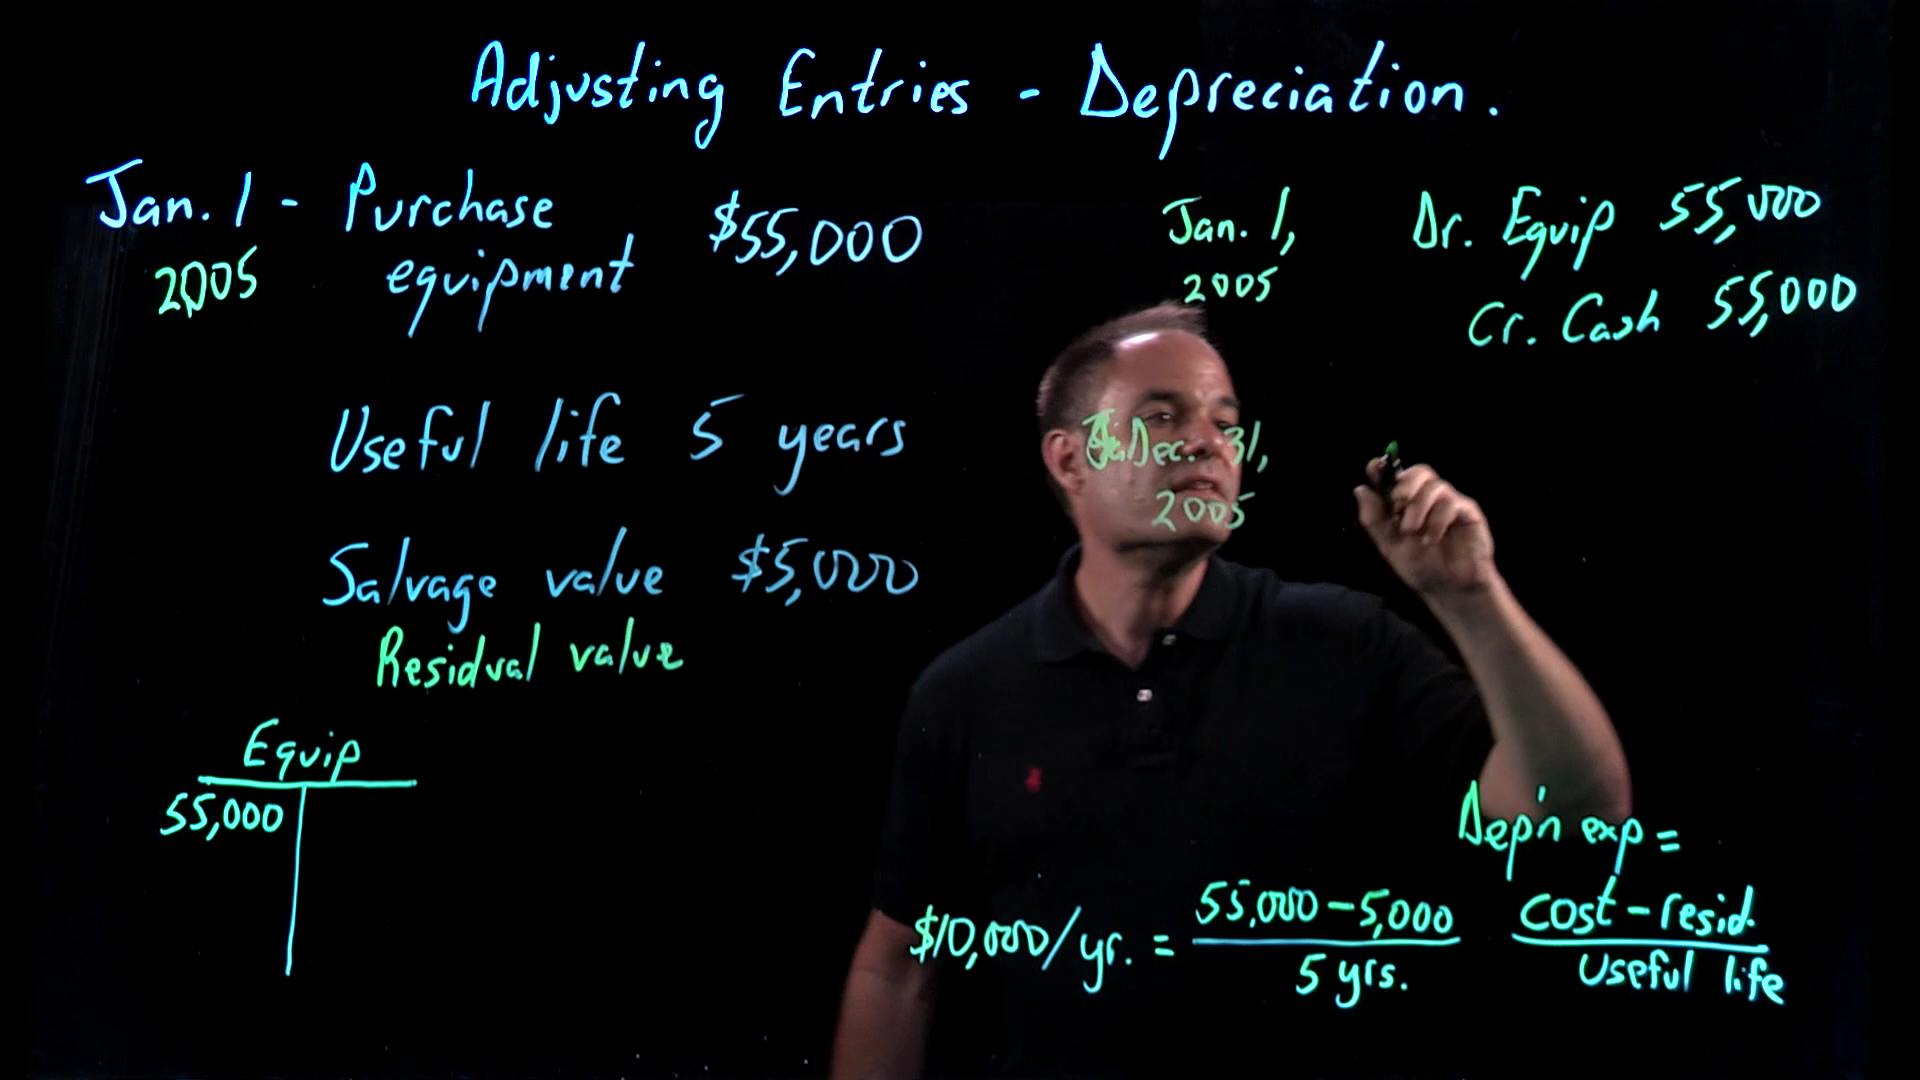 Adjusting Entries - Depreciation.
Jan. 1 - Purchase
2005 equipment $55,000
Useful life 5 years
Salvage value $5,000
Residual value
Equip
55,000
Jan. 1, Dr. Equip 55,000
2005
Cr. Cash 55,000
Dec. 31,
2005
Dep'n exp =
cost - resid.
useful life
$10,000/yr. = 55,000 - 5,000
5 yrs.